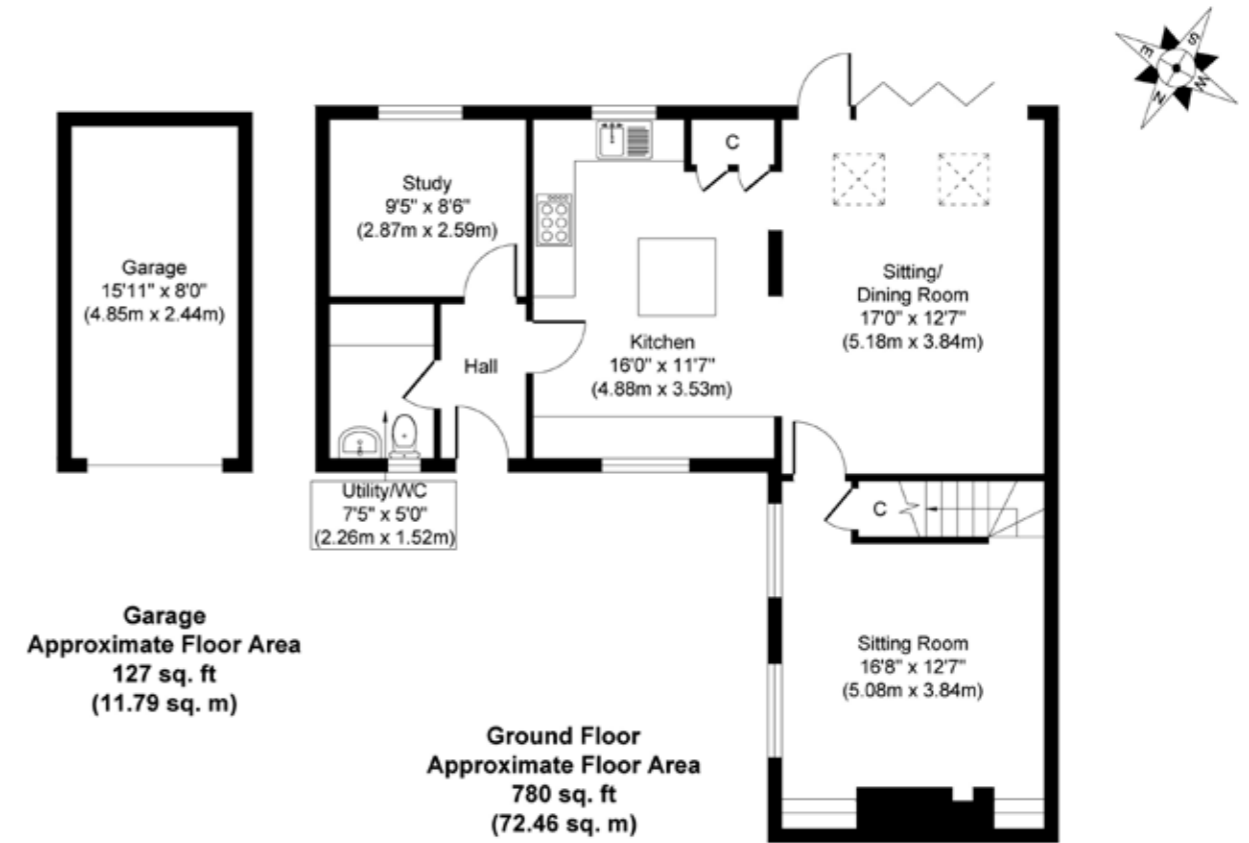 S
E
W
N
C
Study
9'5" x 8'6"
(2.87m x 2.59m)
Garage
15'11" x 8'0"
(4.85m x 2.44m)
Sitting/
Dining Room
17'0" x 12'7"
(5.18m x 3.84m)
Kitchen
16'0" x 11'7"
(4.88m x 3.53m)
Hall
Utility/WC
7'5" x 5'0"
(2.26m x 1.52m)
C
Garage
Approximate Floor Area
127 sq. ft
(11.79 sq. m)
Sitting Room
16'8" x 12'7"
(5.08m x 3.84m)
Ground Floor
Approximate Floor Area
780 sq. ft
(72.46 sq. m)